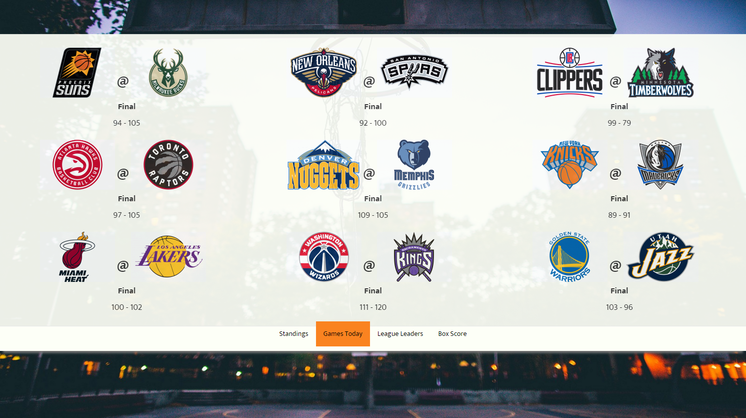 PHOENIX
SUNS
@
MILWAUKEE BUCKS
Final
94 - 105
NEW ORLEANS
PELICANS
@
SAN ANTONIO
SPURS
Final
92 - 100
LAC
CLIPPERS
@
MINNESOTA
TIMBERWOLVES
Final
99 - 79
ATLANTA HAWKS
BASKETBALL CLUB
@
TORONTO
RAPTORS
Final
97 - 105
DENVER
NUGGETS
@
MEMPHIS
GRIZZLIES
Final
109 - 105
NEW YORK
KNICKS
@
DALLAS
MAVERICKS
Final
89 - 91
MIAMI
HEAT
@
LOS ANGELES
LAKERS
Final
100 - 102
WASHINGTON
WIZARDS
@
SACRAMENTO
KINGS
Final
111 - 120
GOLDEN STATE
WARRIORS
@
UTAH
JAZZ
Final
103 - 96
Standings
Games Today
League Leaders
Box Score